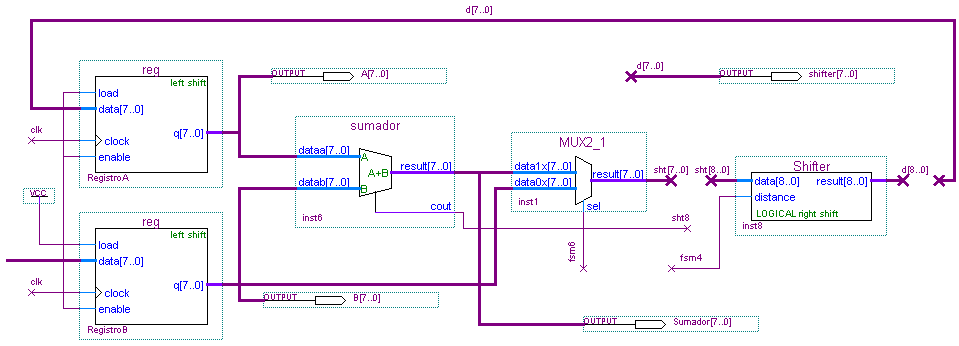 d[7..0]
reg
left shift
load
data[7..0]
q[7..0]
clk
clock
enable
RegistroA
OUTPUT
A[7..0]
d[7..0]
OUTPUT
shifter[7..0]
sumador
dataa[7..0]
A
A+B
result[7..0]
datab[7..0]
B
cout
inst6
MUX2_1
data1x[7..0]
data0x[7..0]
result[7..0]
sel
inst1
sht[7..0]
sht[8..0]
Shifter
data[8..0]
result[8..0]
distance
LOGICAL right shift
inst8
d[8..0]
sht8
fsm6
fsm4
VCC
reg
left shift
load
data[7..0]
q[7..0]
clk
clock
enable
RegistroB
OUTPUT
B[7..0]
OUTPUT
Sumador[7..0]